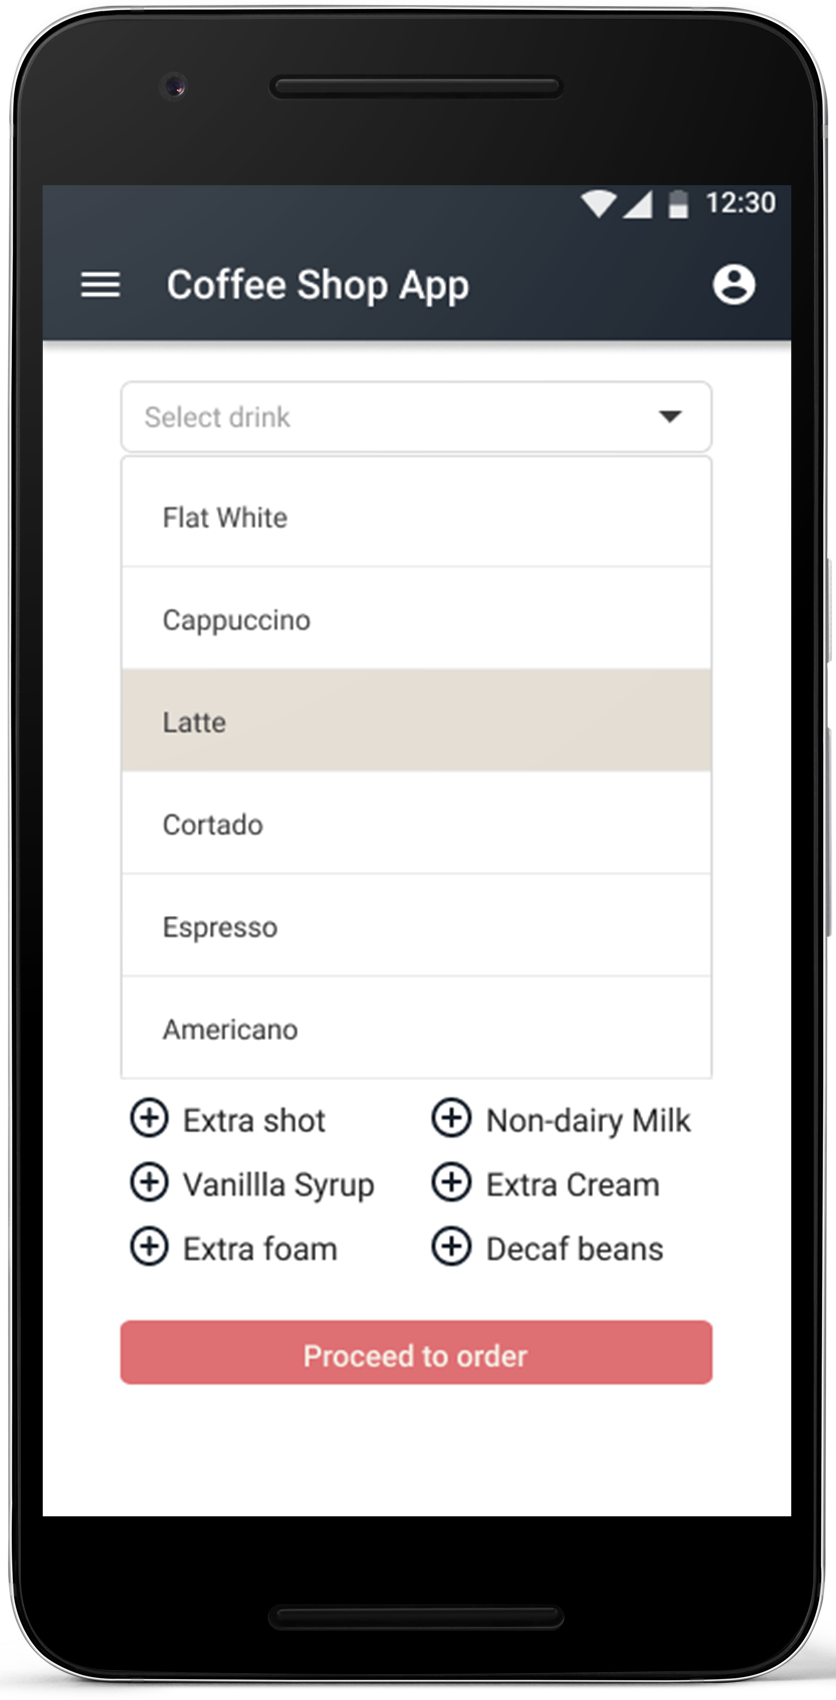 12:30
Coffee Shop App
Select drink
Flat White
Cappuccino
Latte
Cortado
Espresso
Americano
Extra shot
Non-dairy Milk
Vanillla Syrup
Extra Cream
Extra foam
Decaf beans
Proceed to order